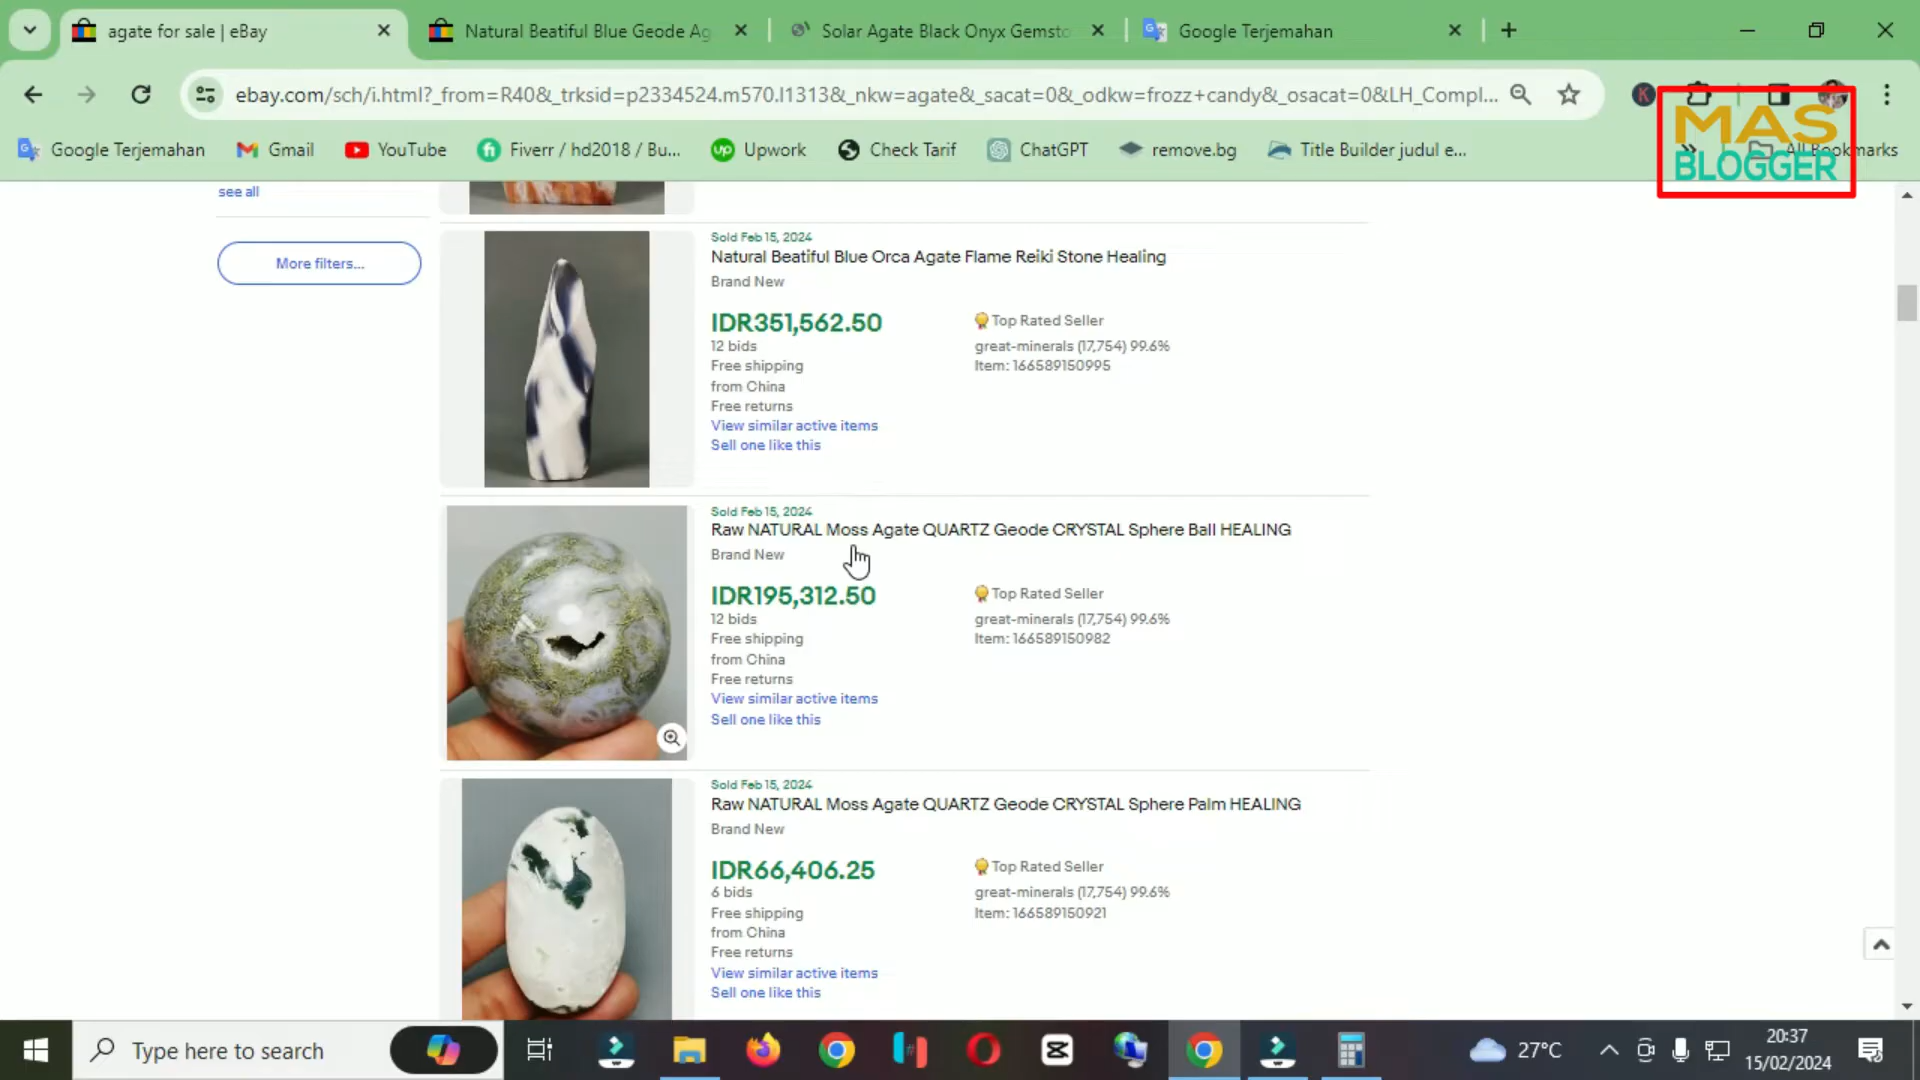 agate for sale | eBay
Natural Beatiful Blue Geode Ag
Solar Agate Black Onyx Gemsto
Google Terjemahan
ebay.com/sch/i.html?_from=R40&_trksid=p2334524.m570.l1313&_nkw=agate&_sacat=0&_odkw=frozz+candy&_osacat=0&LH_Compl...
K
Google Terjemahan
Gmail
YouTube
Fiverr / hd2018 / Bu...
up
Upwork
Check Tarif
ChatGPT
remove.bg
Title Builder judul e...
»
All Bookmarks
MAS
BLOGGER
see all
More filters...
Sold Feb 15, 2024
Natural Beatiful Blue Orca Agate Flame Reiki Stone Healing
Brand New
IDR351,562.50
12 bids
Free shipping
from China
Free returns
View similar active items
Sell one like this
Top Rated Seller
great-minerals (17,754) 99.6%
Item: 166589150995
Sold Feb 15, 2024
Raw NATURAL Moss Agate QUARTZ Geode CRYSTAL Sphere Ball HEALING
Brand New
IDR195,312.50
12 bids
Free shipping
from China
Free returns
View similar active items
Sell one like this
Top Rated Seller
great-minerals (17,754) 99.6%
Item: 166589150982
Sold Feb 15, 2024
Raw NATURAL Moss Agate QUARTZ Geode CRYSTAL Sphere Palm HEALING
Brand New
IDR66,406.25
6 bids
Free shipping
from China
Free returns
View similar active items
Sell one like this
Top Rated Seller
great-minerals (17,754) 99.6%
Item: 166589150921
Type here to search
27°C
20:37
15/02/2024